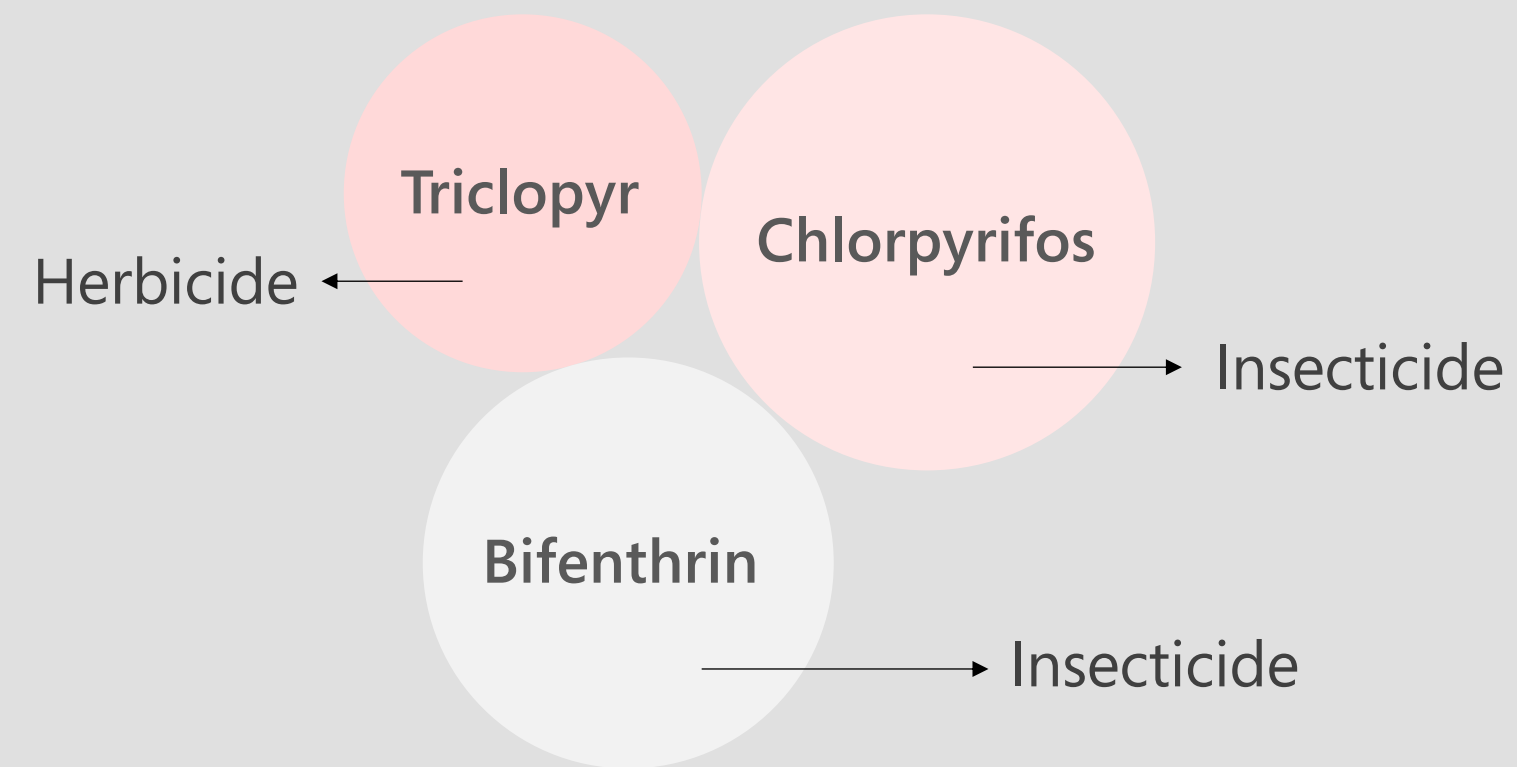 Triclopyr
Chlorpyrifos
Herbicide
Insecticide
Bifenthrin
Insecticide